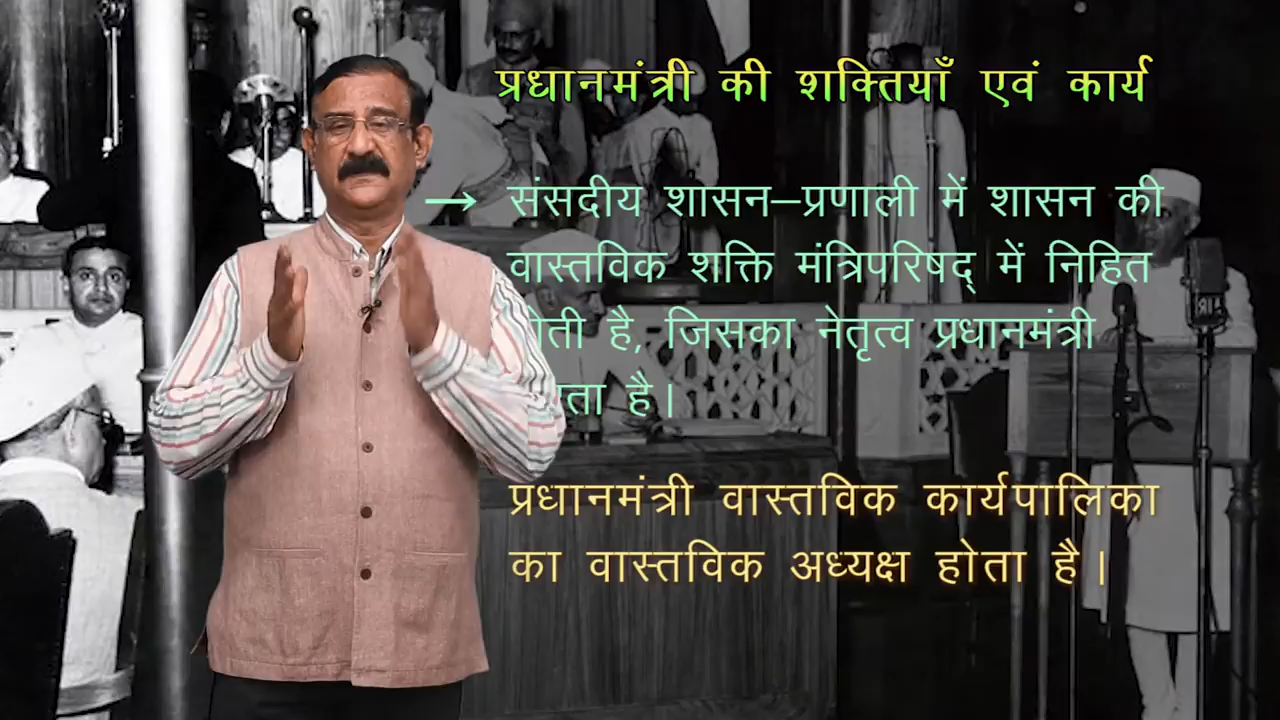 प्रधानमंत्री की शक्तियाँ एवं कार्य
→ संसदीय शासन–प्रणाली में शासन की
वास्तविक शक्ति मंत्रिपरिषद् में निहित
है, जिसका नेतृत्व प्रधानमंत्री
है।
प्रधानमंत्री वास्तविक कार्यपालिका
का वास्तविक अध्यक्ष होता है।